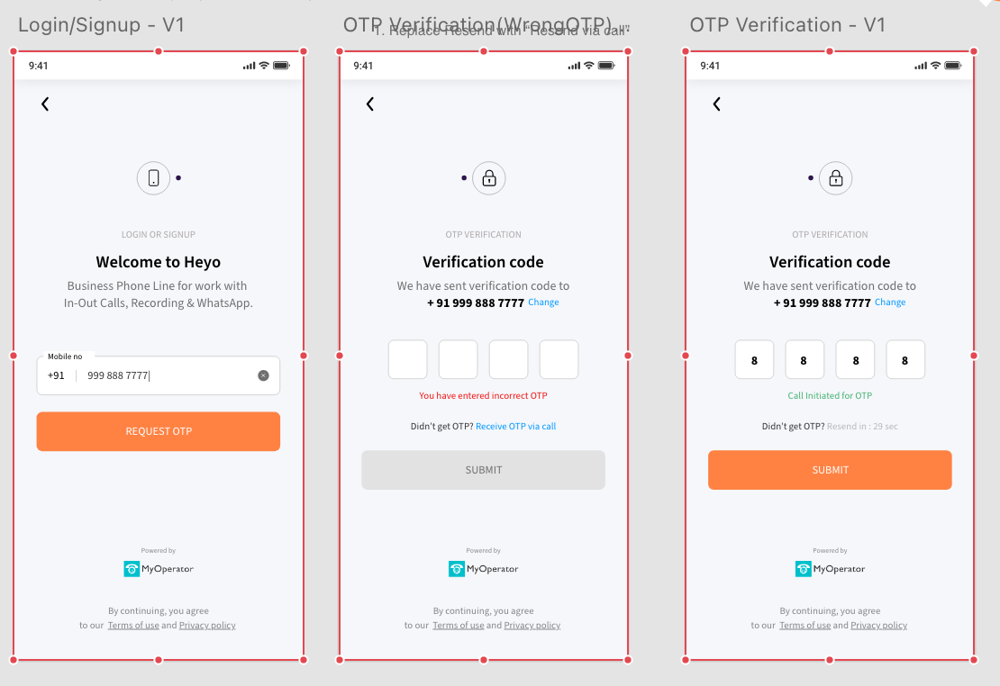 Login/Signup - V1
9:41
LOGIN OR SIGNUP
Welcome to Heyo
Business Phone Line for work with
In-Out Calls, Recording & WhatsApp.
Mobile no
+91 999 888 7777
REQUEST OTP
Powered by
MyOperator
By continuing, you agree
to our Terms of use and Privacy policy
OTP Verification(WrongOTP)
1. Replace Resend with "Resend via call"
9:41
OTP VERIFICATION
Verification code
We have sent verification code to
+ 91 999 888 7777 Change
You have entered incorrect OTP
Didn't get OTP? Receive OTP via call
SUBMIT
Powered by
MyOperator
By continuing, you agree
to our Terms of use and Privacy policy
OTP Verification - V1
9:41
OTP VERIFICATION
Verification code
We have sent verification code to
+ 91 999 888 7777 Change
8 8 8 8
Call Initiated for OTP
Didn't get OTP? Resend in : 29 sec
SUBMIT
Powered by
MyOperator
By continuing, you agree
to our Terms of use and Privacy policy